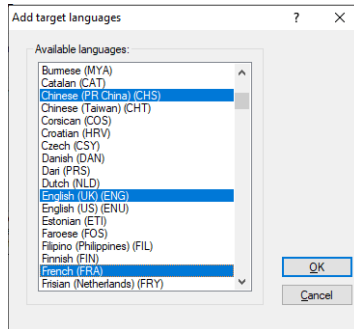 Add target languages
Available languages:
Burmese (MYA)
Catalan (CAT)
Chinese (PR China) (CHS)
Chinese (Taiwan) (CHT)
Corsican (COS)
Croatian (HRV)
Czech (CSY)
Danish (DAN)
Dari (PRS)
Dutch (NLD)
English (UK) (ENG)
English (US) (ENU)
Estonian (ETI)
Faroese (FOS)
Filipino (Philippines) (FIL)
Finnish (FIN)
French (FRA)
Frisian (Netherlands) (FRY)
OK
Cancel